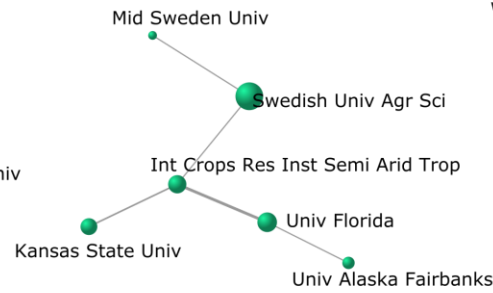 Mid Sweden Univ
Swedish Univ Agr Sci
Int Crops Res Inst Semi Arid Trop
Univ Florida
Kansas State Univ
Univ Alaska Fairbanks